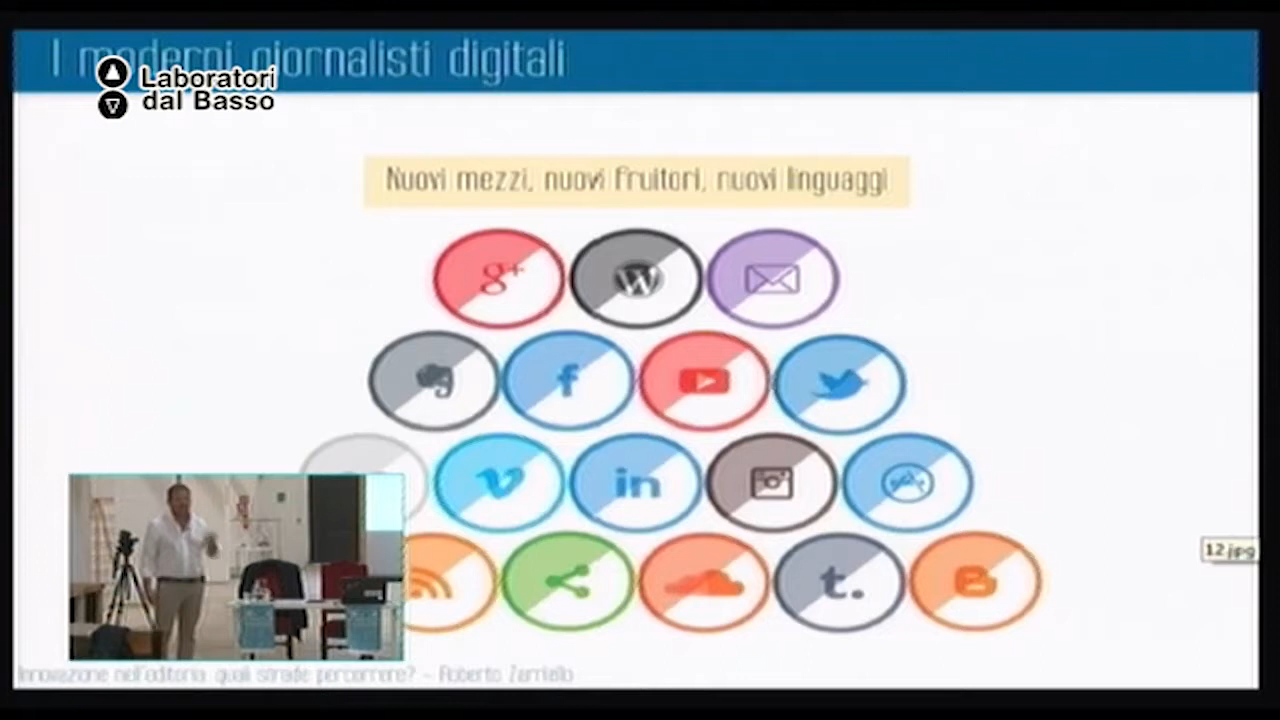 I moderni giornalisti digitali
Laboratori
dal Basso
Nuovi mezzi, nuovi fruitori, nuovi linguaggi
g+
W
f
in
t.
B
12.jpg
Innovazione nell'editoria: quali strade percorrere? - Roberto Zarriello